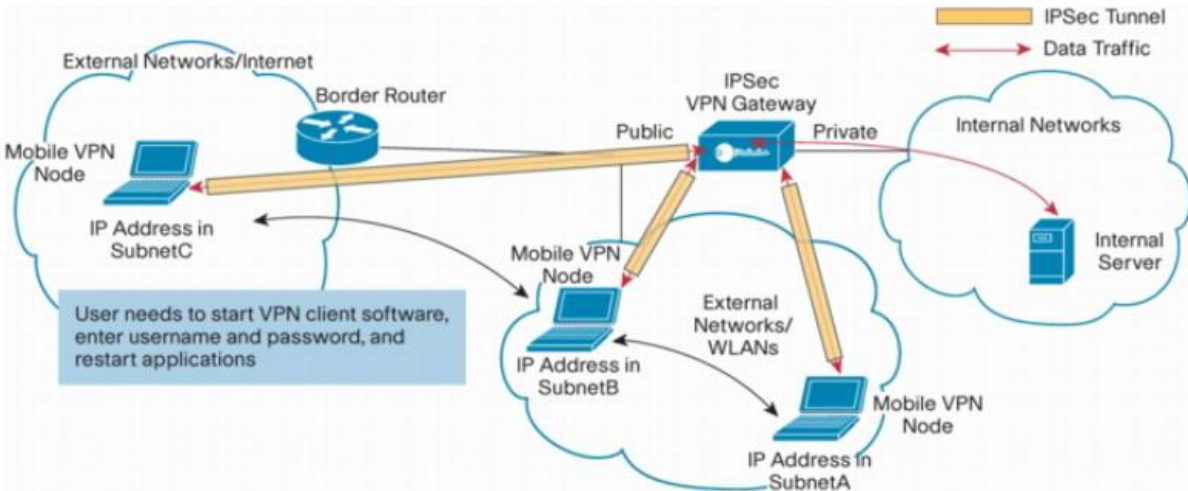 IPSec Tunnel
Data Traffic
External Networks/Internet
Border Router
IPSec
VPN Gateway
Public
Private
Internal Networks
Mobile VPN
Node
IP Address in
SubnetC
Internal
Server
Mobile VPN
Node
User needs to start VPN client software,
enter username and password, and
restart applications
External
Networks/
WLANs
IP Address in
SubnetB
Mobile VPN
Node
IP Address in
SubnetA